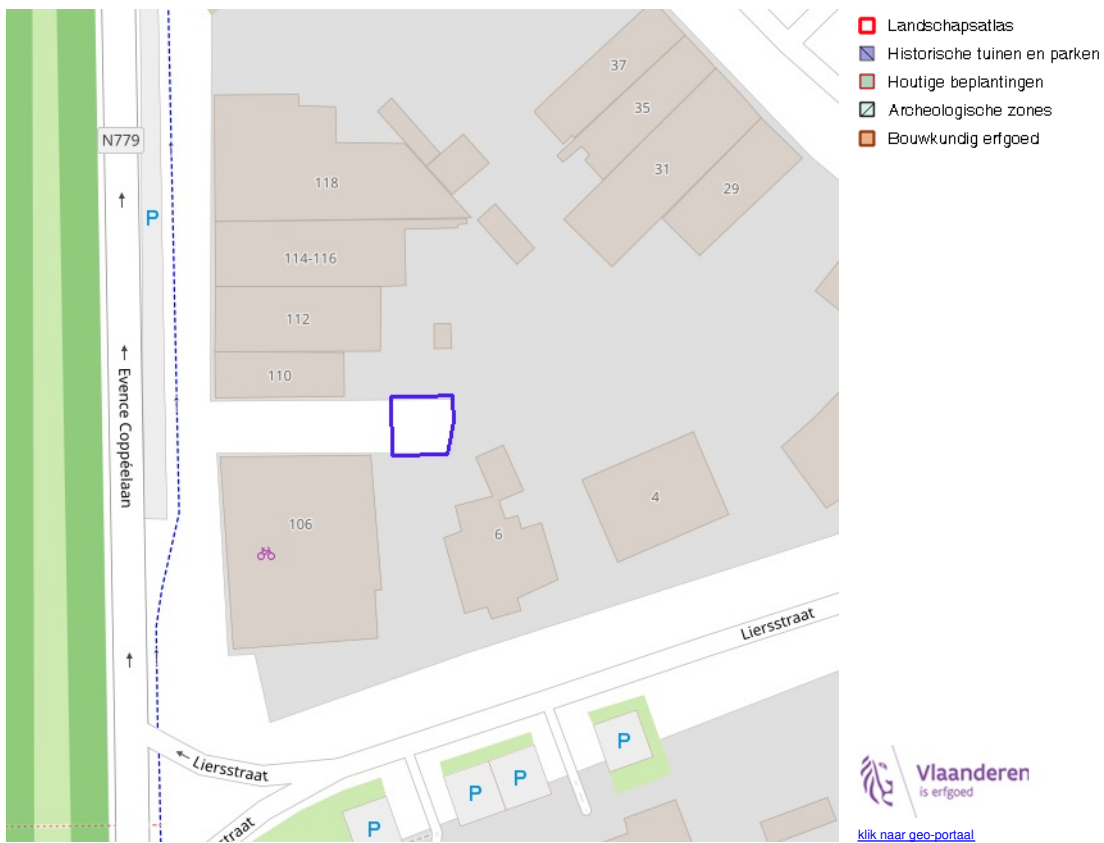 Landschapsatlas
Historische tuinen en parken
Houtige beplantingen
Archeologische zones
Bouwkundig erfgoed
37
35
N779
31
118
29
P
114-116
112
110
Evence Coppéelaan
106
6
4
Liersstraat
P
Liersstraat
P
P
P
straat
Vlaanderen
is erfgoed
klik naar geo-portaal